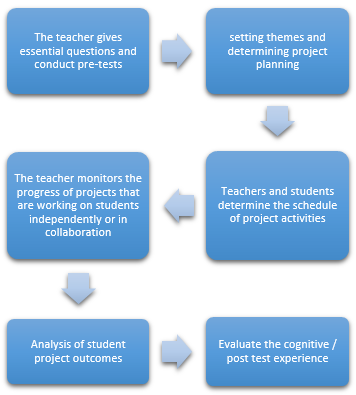 The teacher gives
essential questions and
conduct pre-tests
setting themes and
determining project
planning
Teachers and students
determine the schedule
of project activities
The teacher monitors the
progress of projects that
are working on students
independently or in
collaboration
Analysis of student
project outcomes
Evaluate the cognitive /
post test experience